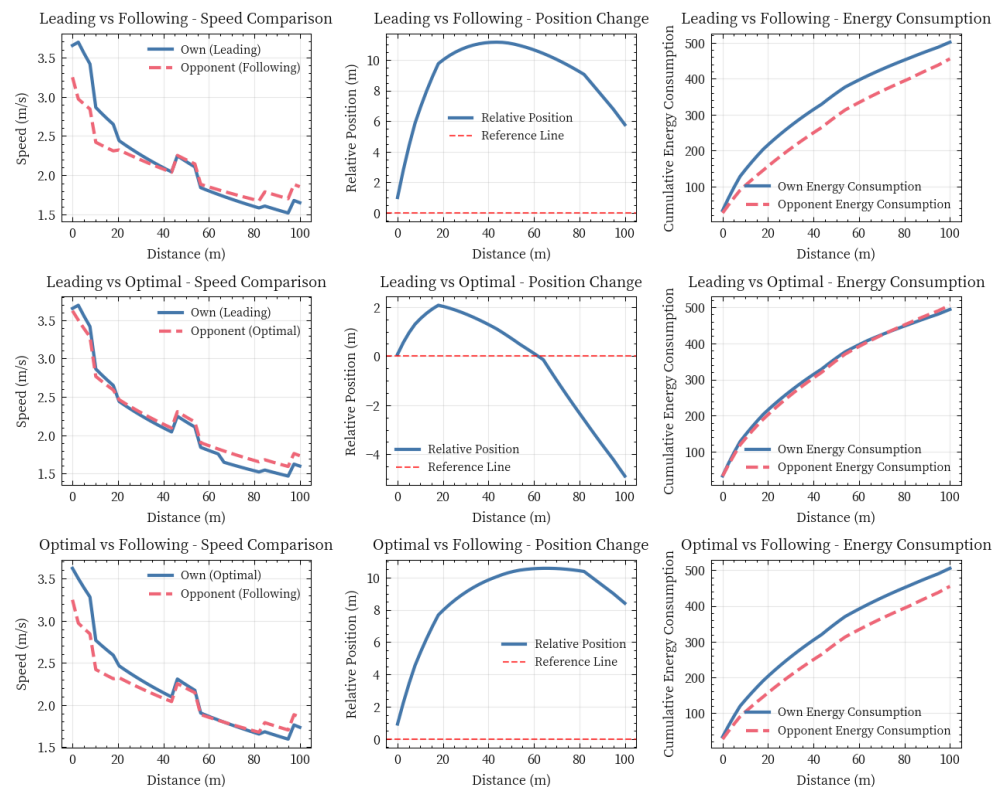 Leading vs Following - Speed Comparison
Speed (m/s)
3.5
3.0
2.5
2.0
1.5
Own (Leading)
Opponent (Following)
0 20 40 60 80 100
Distance (m)
Leading vs Following - Position Change
Relative Position (m)
10
8
6
4
2
0
Relative Position
Reference Line
0 20 40 60 80 100
Distance (m)
Leading vs Following - Energy Consumption
Cumulative Energy Consumption
500
400
300
200
100
Own Energy Consumption
Opponent Energy Consumption
0 20 40 60 80 100
Distance (m)
Leading vs Optimal - Speed Comparison
Speed (m/s)
3.5
3.0
2.5
2.0
1.5
Own (Leading)
Opponent (Optimal)
0 20 40 60 80 100
Distance (m)
Leading vs Optimal - Position Change
Relative Position (m)
2
0
−2
−4
Relative Position
Reference Line
0 20 40 60 80 100
Distance (m)
Leading vs Optimal - Energy Consumption
Cumulative Energy Consumption
500
400
300
200
100
Own Energy Consumption
Opponent Energy Consumption
0 20 40 60 80 100
Distance (m)
Optimal vs Following - Speed Comparison
Speed (m/s)
3.5
3.0
2.5
2.0
1.5
Own (Optimal)
Opponent (Following)
0 20 40 60 80 100
Distance (m)
Optimal vs Following - Position Change
Relative Position (m)
10
8
6
4
2
0
Relative Position
Reference Line
0 20 40 60 80 100
Distance (m)
Optimal vs Following - Energy Consumption
Cumulative Energy Consumption
500
400
300
200
100
Own Energy Consumption
Opponent Energy Consumption
0 20 40 60 80 100
Distance (m)